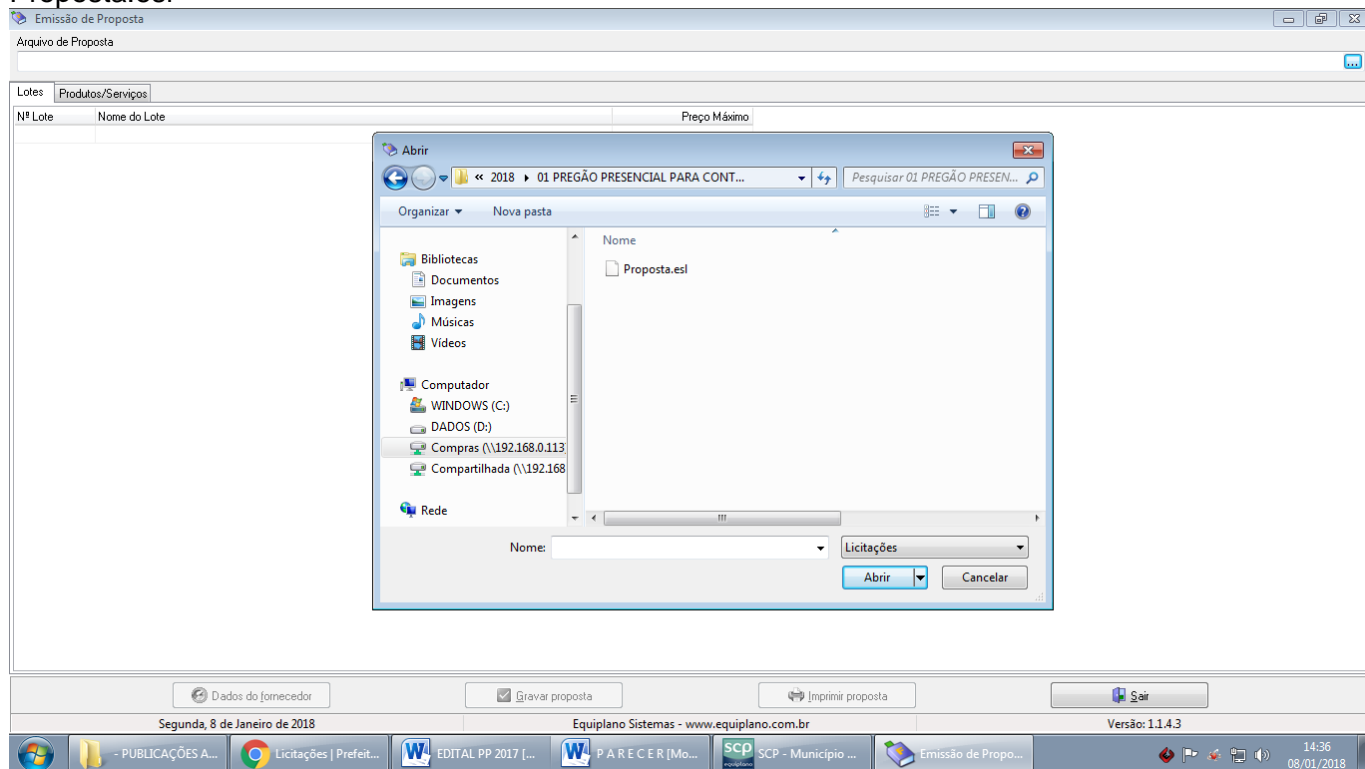 Emissão de Proposta
Arquivo de Proposta
Lotes Produtos/Serviços
Nº Lote Nome do Lote Preço Máximo
Abrir
« 2018 ▸ 01 PREGÃO PRESENCIAL PARA CONT... Pesquisar 01 PREGÃO PRESEN...
Organizar Nova pasta
Nome
Bibliotecas
Proposta.esl
Documentos
Imagens
Músicas
Vídeos
Computador
WINDOWS (C:)
DADOS (D:)
Compras (\\192.168.0.113)
Compartilhada (\\192.168
Rede
Nome: Licitações
Abrir Cancelar
Dados do fornecedor Gravar proposta Imprimir proposta Sair
Segunda, 8 de Janeiro de 2018 Equiplano Sistemas - www.equiplano.com.br Versão: 1.1.4.3
- PUBLICAÇÕES A... Licitações | Prefeit... EDITAL PP 2017 [... P A R E C E R [Mo... scp equiplano SCP - Município ... Emissão de Propo... 14:36
08/01/2018